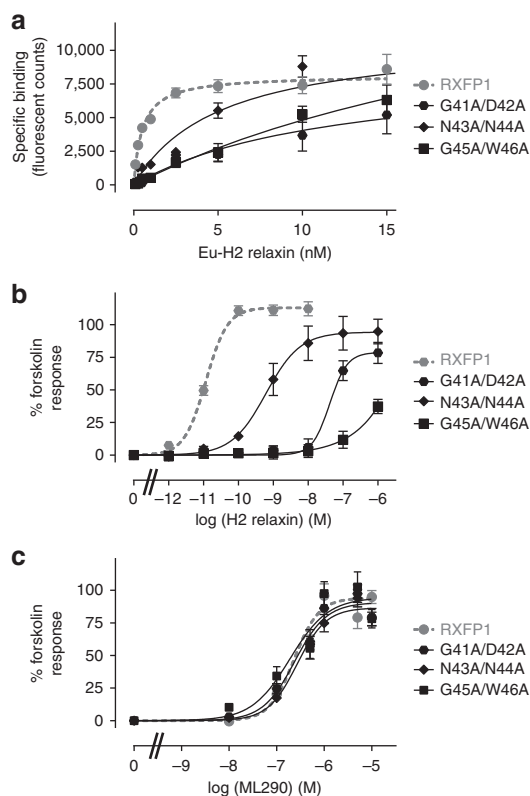 a
10,000
7,500
5,000
2,500
0
Specific binding
(fluorescent counts)
0
5
10
15
Eu-H2 relaxin (nM)
RXFP1
G41A/D42A
N43A/N44A
G45A/W46A
b
100
75
50
25
0
% forskolin
response
0
–12
–11
–10
–9
–8
–7
–6
log (H2 relaxin) (M)
RXFP1
G41A/D42A
N43A/N44A
G45A/W46A
c
100
75
50
25
0
% forskolin
response
0
–9
–8
–7
–6
–5
log (ML290) (M)
RXFP1
G41A/D42A
N43A/N44A
G45A/W46A